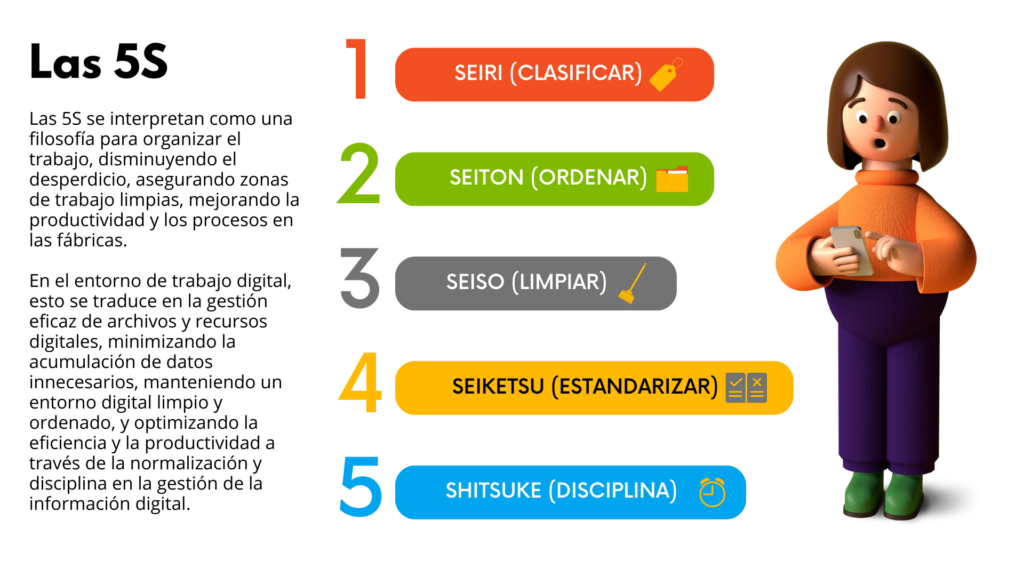 Las 5S
Las 5S se interpretan como una
filosofía para organizar el
trabajo, disminuyendo el
desperdicio, asegurando zonas
de trabajo limpias, mejorando la
productividad y los procesos en
las fábricas.
En el entorno de trabajo digital,
esto se traduce en la gestión
eficaz de archivos y recursos
digitales, minimizando la
acumulación de datos
innecesarios, manteniendo un
entorno digital limpio y
ordenado, y optimizando la
eficiencia y la productividad a
través de la normalización y
disciplina en la gestión de la
información digital.
1 SEIRI (CLASIFICAR)
2 SEITON (ORDENAR)
3 SEISO (LIMPIAR)
4 SEIKETSU (ESTANDARIZAR)
5 SHITSUKE (DISCIPLINA)